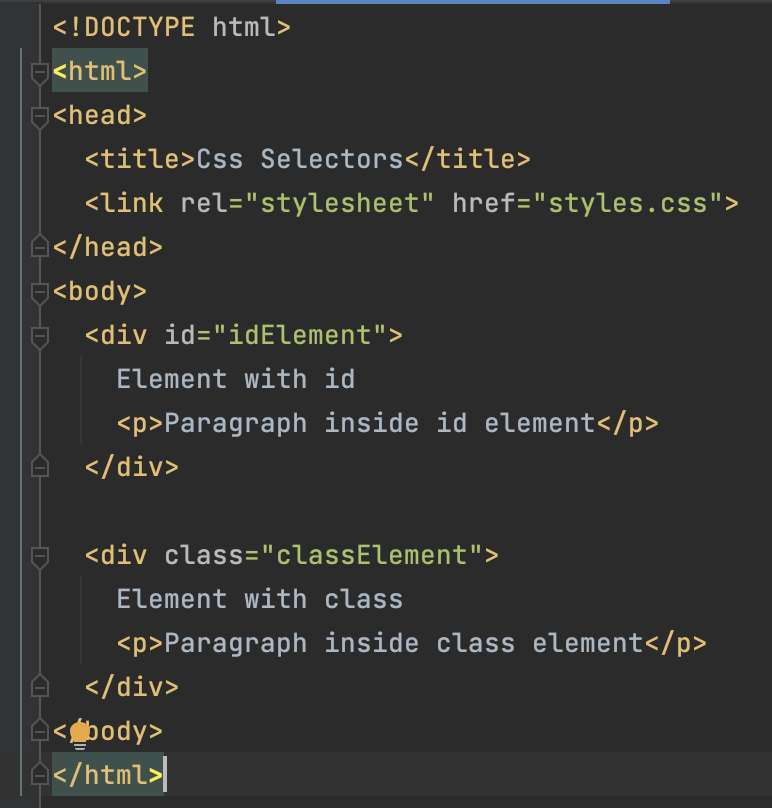 <!DOCTYPE html>
<html>
<head>
<title>Css Selectors</title>
<link rel="stylesheet" href="styles.css">
</head>
<body>
<div id="idElement">
Element with id
<p>Paragraph inside id element</p>
</div>
<div class="classElement">
Element with class
<p>Paragraph inside class element</p>
</div>
</body>
</html>